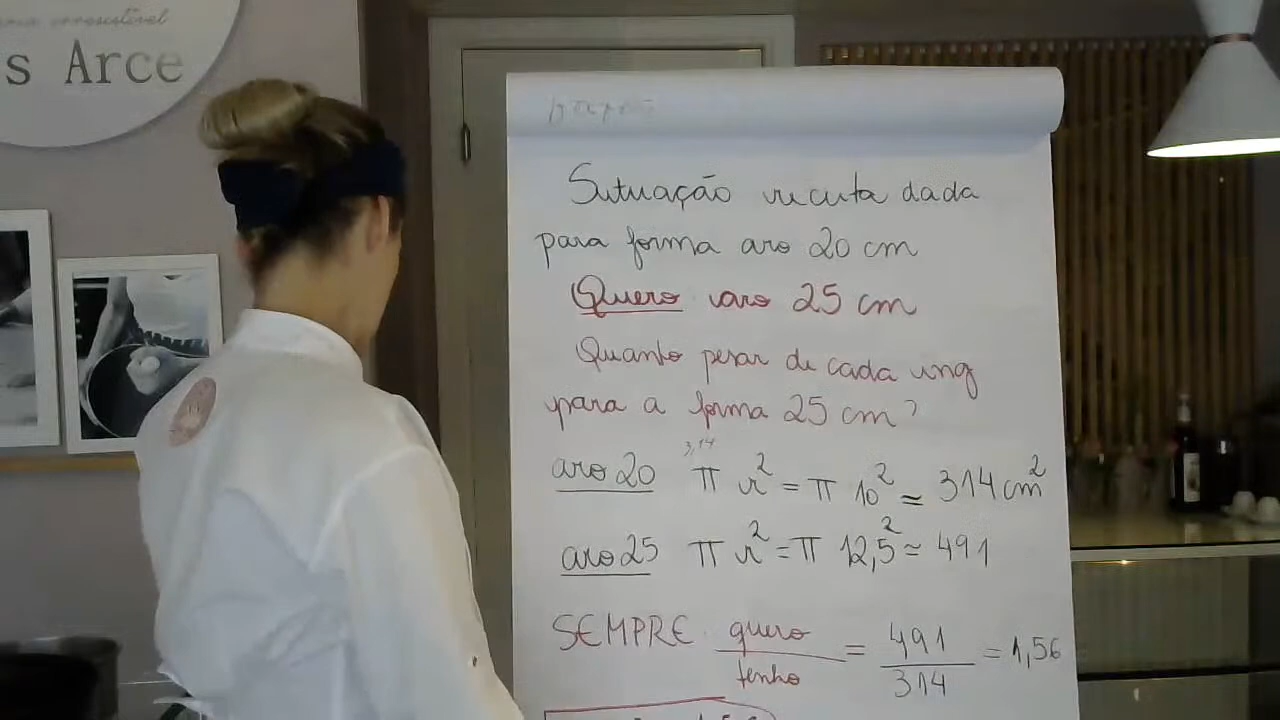 s Arce
Situação receita dada
para forma aro 20 cm
Quero aro 25 cm
Quanto pesar de cada ing
para a forma 25 cm?
3,14
aro 20 π r² = π 10² ≃ 314 cm²
aro 25 π r² = π 12,5² ≃ 491
SEMPRE quero/tenho = 491/314 = 1,56